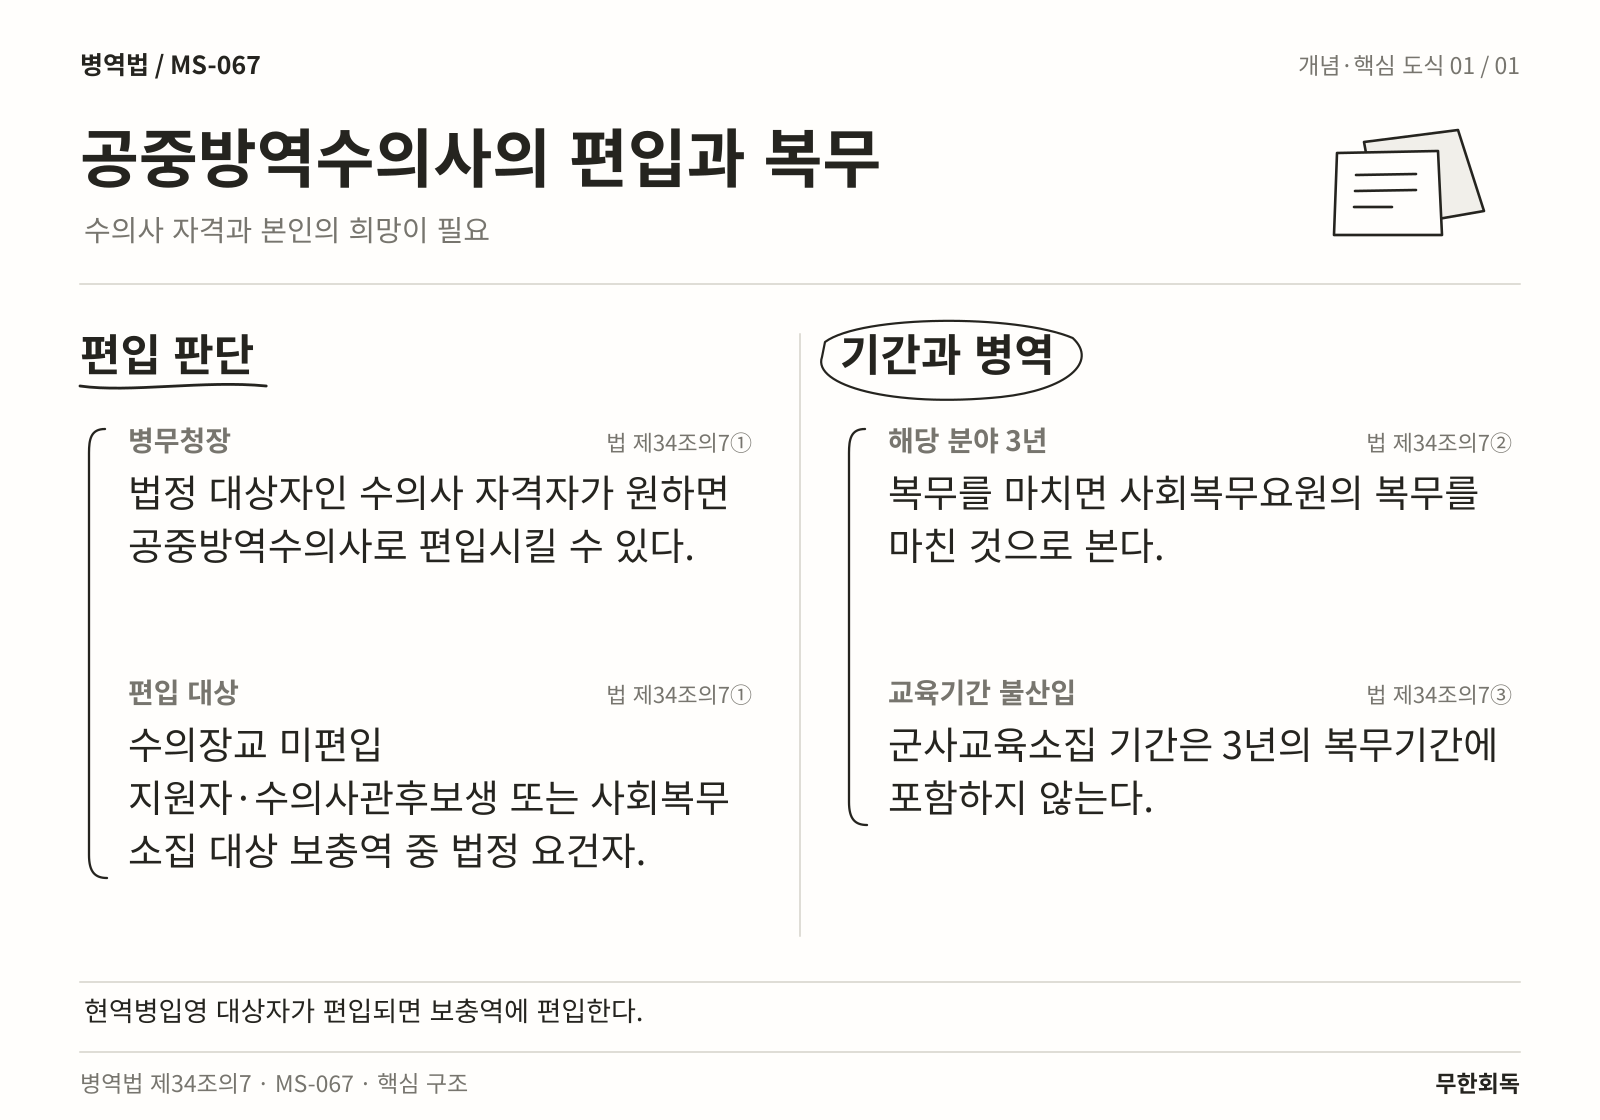 병역법 / MS-067
개념·핵심 도식 01 / 01
공중방역수의사의 편입과 복무
수의사 자격과 본인의 희망이 필요
편입 판단
병무청장
법 제34조의7①
법정 대상자인 수의사 자격자가 원하면
공중방역수의사로 편입시킬 수 있다.
편입 대상
법 제34조의7①
수의장교 미편입
지원자·수의사관후보생 또는 사회복무
소집 대상 보충역 중 법정 요건자.
기간과 병역
해당 분야 3년
법 제34조의7②
복무를 마치면 사회복무요원의 복무를
마친 것으로 본다.
교육기간 불산입
법 제34조의7③
군사교육소집 기간은 3년의 복무기간에
포함하지 않는다.
현역병입영 대상자가 편입되면 보충역에 편입한다.
병역법 제34조의7 · MS-067 · 핵심 구조
무한회독